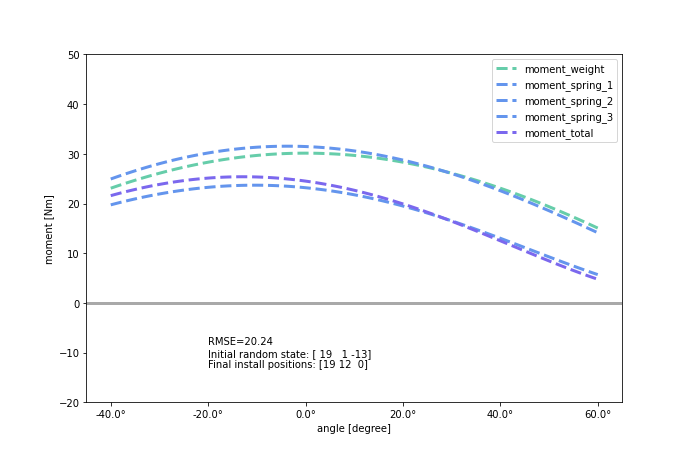 50
40
30
20
10
0
−10
−20
moment [Nm]
moment_weight
moment_spring_1
moment_spring_2
moment_spring_3
moment_total
RMSE=20.24
Initial random state: [ 19   1 -13]
Final install positions: [19 12  0]
-40.0° -20.0° 0.0° 20.0° 40.0° 60.0°
angle [degree]